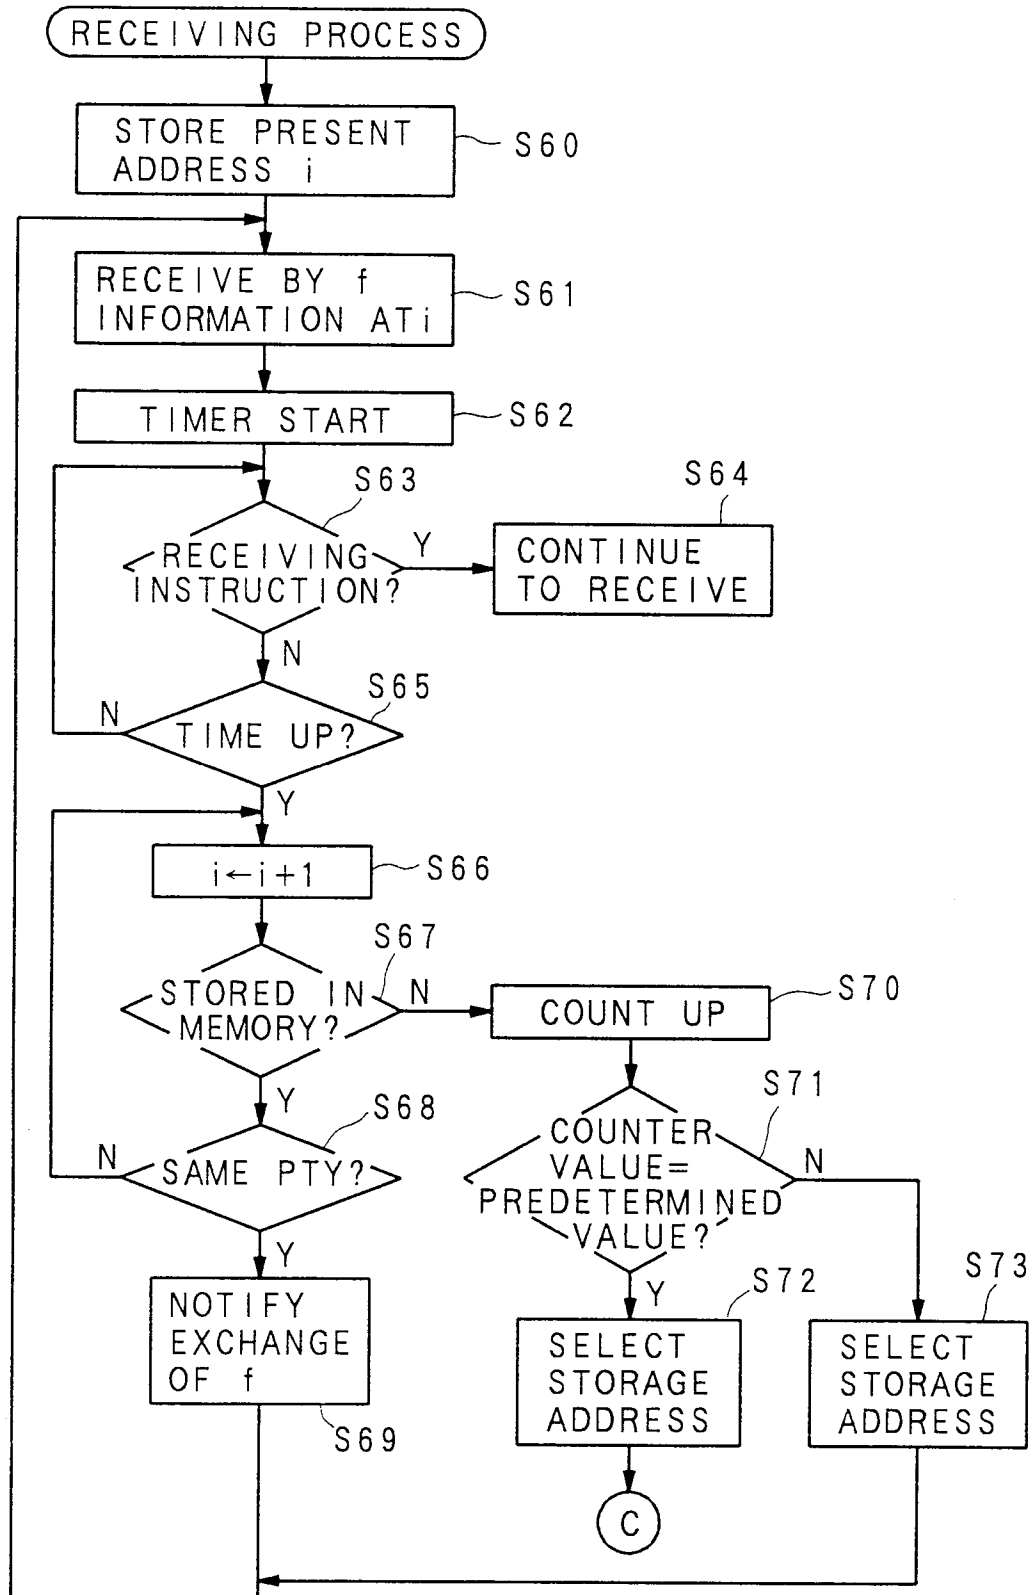 RECEIVING PROCESS
STORE PRESENT
ADDRESS i
S60
RECEIVE BY f
INFORMATION ATi
S61
TIMER START
S62
S63
RECEIVING
INSTRUCTION?
Y
N
S64
CONTINUE
TO RECEIVE
S65
TIME UP?
N
Y
i←i+1
S66
S67
STORED IN
MEMORY?
N
Y
COUNT UP
S70
S68
SAME PTY?
N
Y
S71
COUNTER
VALUE=
PREDETERMINED
VALUE?
N
Y
NOTIFY
EXCHANGE
OF f
S69
S72
SELECT
STORAGE
ADDRESS
S73
SELECT
STORAGE
ADDRESS
C